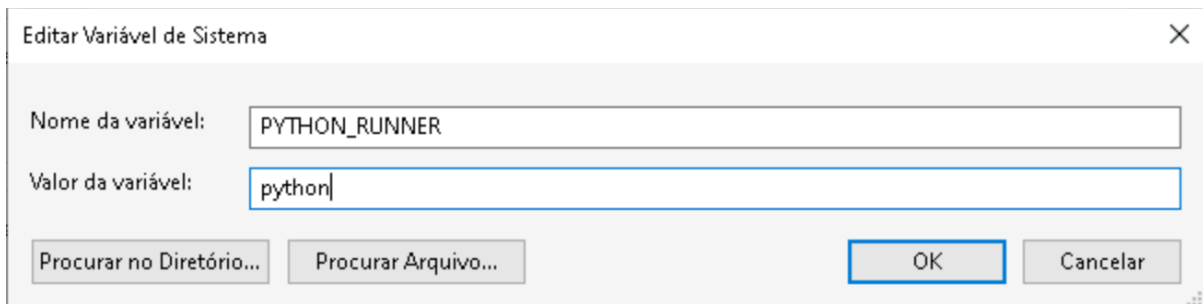 Editar Variável de Sistema
Nome da variável: PYTHON_RUNNER
Valor da variável: python
Procurar no Diretório... Procurar Arquivo... OK Cancelar